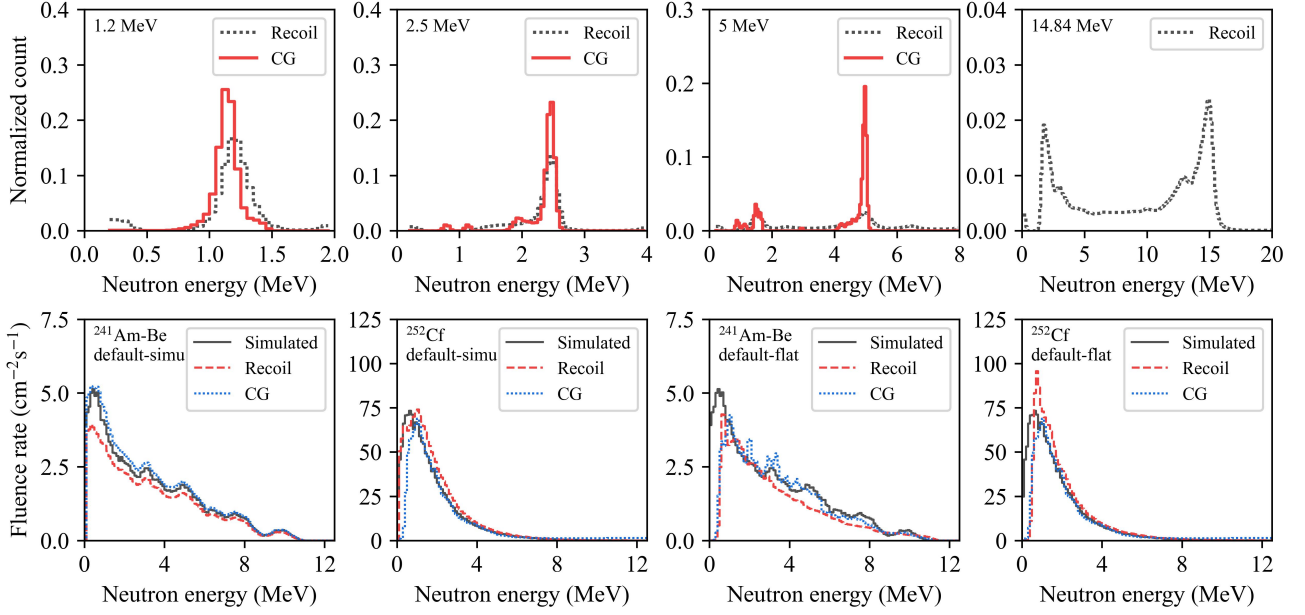 1.2 MeV
Recoil
CG
0.4
0.3
0.2
0.1
0.0
0.0 0.5 1.0 1.5 2.0
Normalized count
Neutron energy (MeV)
2.5 MeV
Recoil
CG
0.4
0.3
0.2
0.1
0.0
0 1 2 3 4
Neutron energy (MeV)
5 MeV
Recoil
CG
0.3
0.2
0.1
0.0
0 2 4 6 8
Neutron energy (MeV)
14.84 MeV
Recoil
0.04
0.03
0.02
0.01
0.00
0 5 10 15 20
Neutron energy (MeV)
²⁴¹Am-Be
default-simu
Simulated
Recoil
CG
7.5
5.0
2.5
0.0
0 4 8 12
Fluence rate (cm⁻²s⁻¹)
Neutron energy (MeV)
²⁵²Cf
default-simu
Simulated
Recoil
CG
125
100
75
50
25
0
0 4 8 12
Neutron energy (MeV)
²⁴¹Am-Be
default-flat
Simulated
Recoil
CG
7.5
5.0
2.5
0.0
0 4 8 12
Neutron energy (MeV)
²⁵²Cf
default-flat
Simulated
Recoil
CG
125
100
75
50
25
0
0 4 8 12
Neutron energy (MeV)